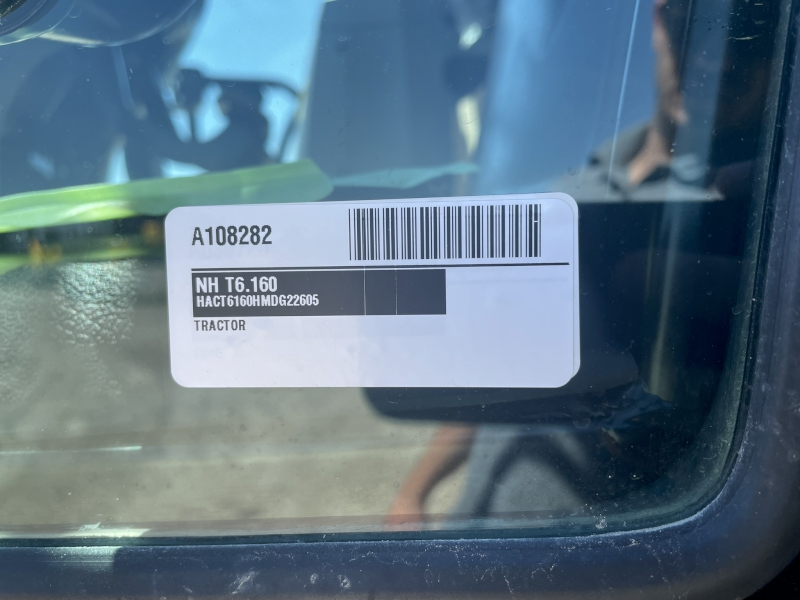 A108282
NH T6.160
HACT6160HMDG22605
TRACTOR